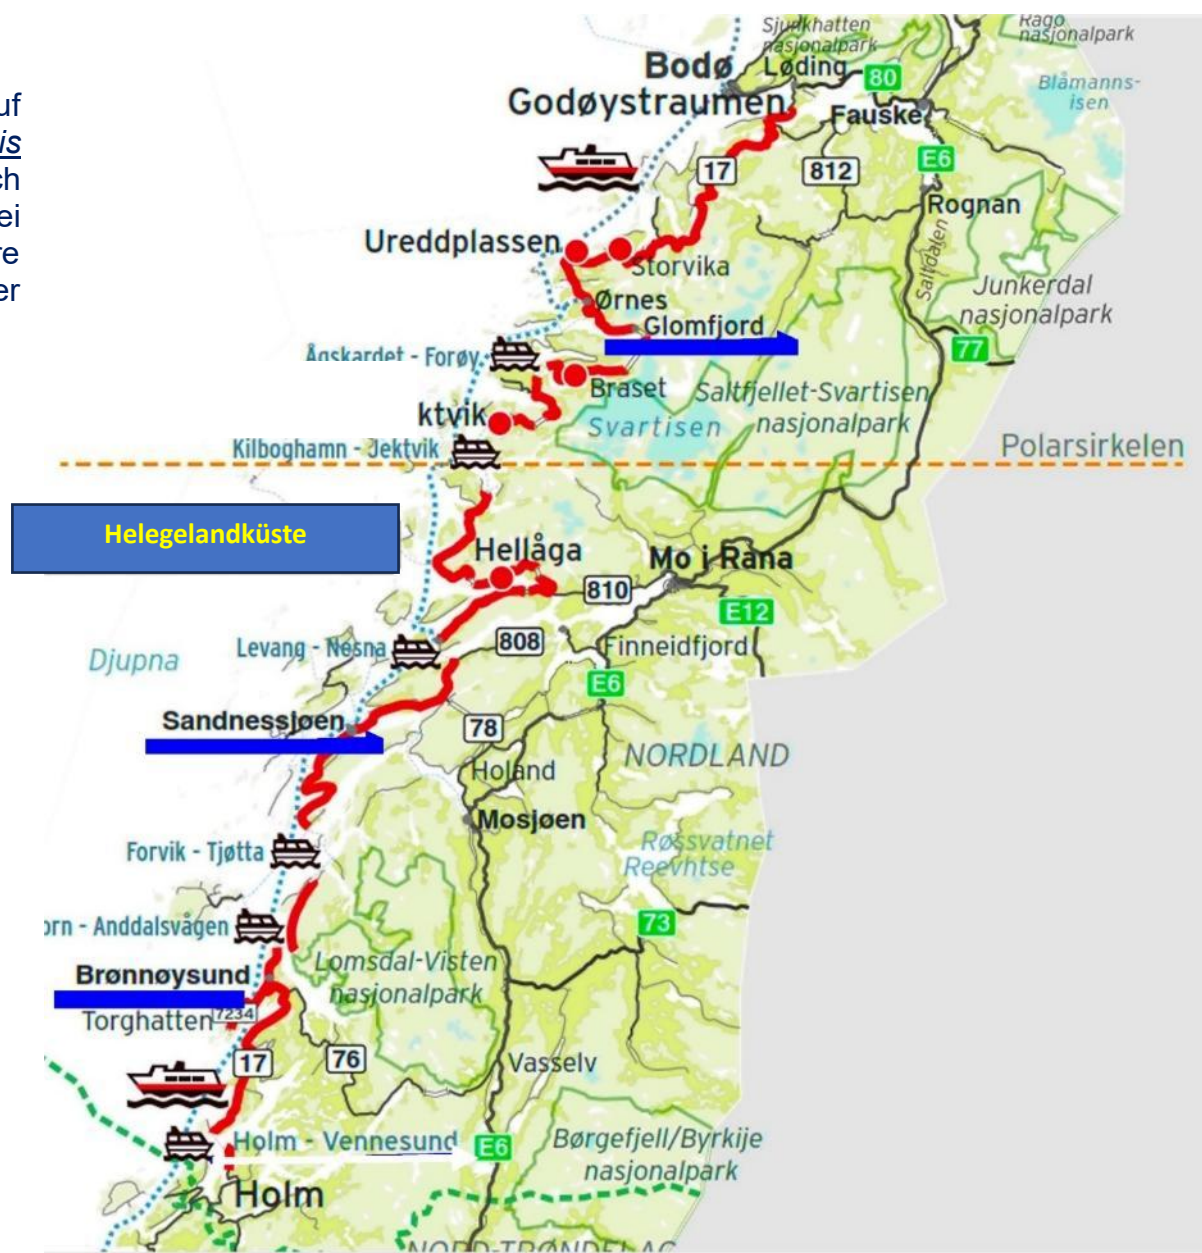 uf
is
ch
ei
re
er
Sjunkhatten
nasjonalpark
Rago
nasjonalpark
Bodø
Løding
80
Blåmanns-
isen
Godøystraumen
Fauske
17
812
E6
Rognan
Ureddplassen
Storvika
Saltdalen
Junkerdal
nasjonalpark
Ørnes
Glomfjord
77
Ågskardet - Forøy
Braset
Saltfjellet-Svartisen
nasjonalpark
ktvik
Svartisen
Kilboghamn - Jektvik
Polarsirkelen
Helegelandküste
Hellåga
Mo i Rana
810
E12
Levang - Nesna
808
Finneidfjord
Djupna
E6
Sandnessjøen
78
NORDLAND
Holand
Mosjøen
Forvik - Tjøtta
Røssvatnet
Reevhtse
orn - Anddalsvågen
73
Brønnøysund
Lomsdal-Visten
nasjonalpark
7234
Torghatten
17
76
Vasselv
Holm - Vennesund
E6
Børgefjell/Byrkije
nasjonalpark
Holm
NORD-TRØNDELAG